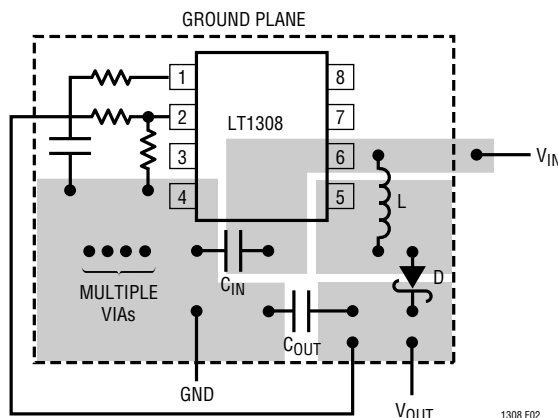 GROUND PLANE
1
8
2
LT1308
7
3
6
VIN
4
5
L
CIN
D
MULTIPLE
VIAs
COUT
GND
VOUT
1308 F02